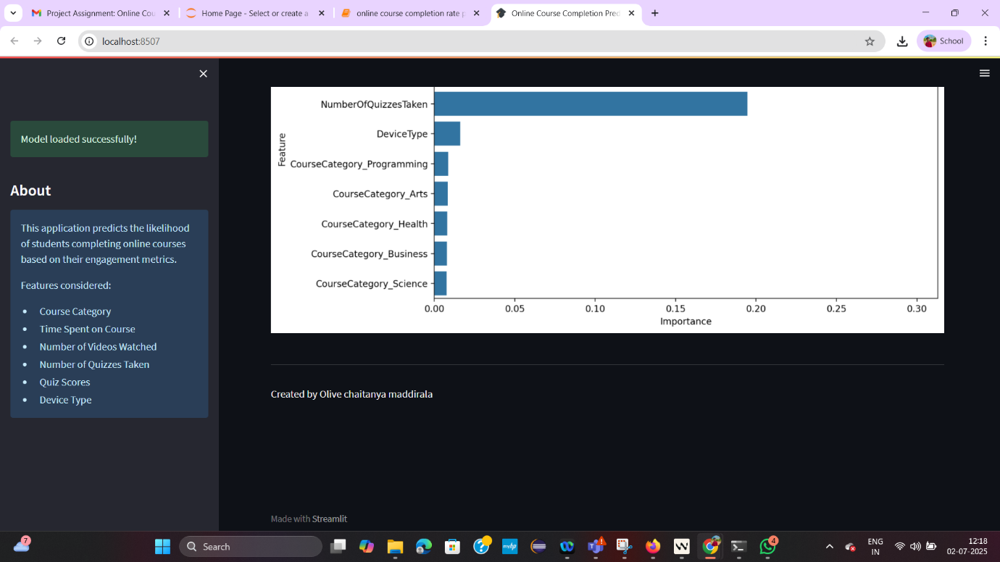 Project Assignment: Online Cou
Home Page - Select or create a
online course completion rate p
Online Course Completion Pred
localhost:8507
School
Model loaded successfully!
About
This application predicts the likelihood
of students completing online courses
based on their engagement metrics.
Features considered:
Course Category
Time Spent on Course
Number of Videos Watched
Number of Quizzes Taken
Quiz Scores
Device Type
Feature
NumberOfQuizzesTaken
DeviceType
CourseCategory_Programming
CourseCategory_Arts
CourseCategory_Health
CourseCategory_Business
CourseCategory_Science
0.00 0.05 0.10 0.15 0.20 0.25 0.30
Importance
Created by Olive chaitanya maddirala
Made with Streamlit
7
Search
myhp
4
ENG
IN
12:18
02-07-2025